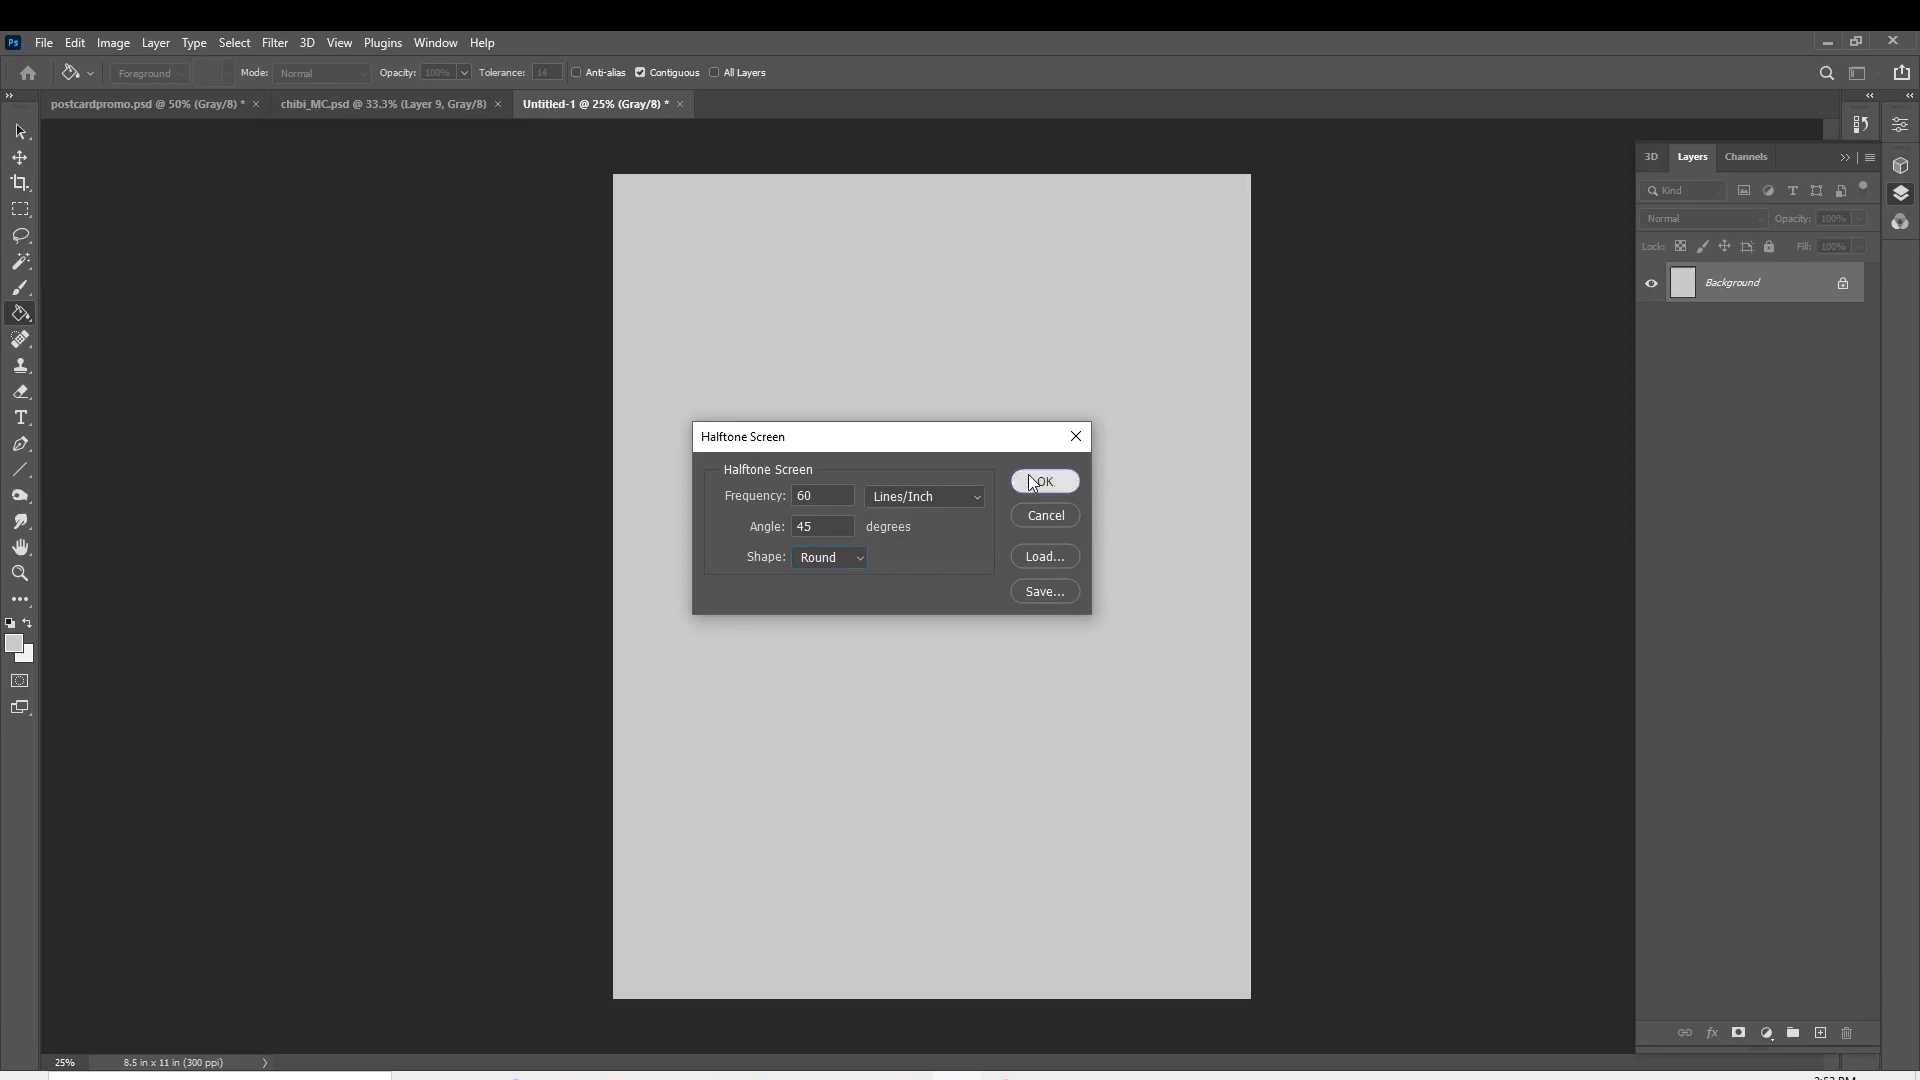 Ps File Edit Image Layer Type Select Filter 3D View Plugins Window Help
Foreground Mode: Normal Opacity: 100% Tolerance: 14 Anti-alias Contiguous All Layers
postcardpromo.psd @ 50% (Gray/8) * × chibi_MC.psd @ 33.3% (Layer 9, Gray/8) × Untitled-1 @ 25% (Gray/8) * ×
3D Layers Channels
Kind
Normal Opacity: 100%
Lock: Fill: 100%
Background
Halftone Screen
Halftone Screen
Frequency: 60 Lines/Inch
Angle: 45 degrees
Shape: Round
OK
Cancel
Load...
Save...
fx
25% 8.5 in x 11 in (300 ppi)